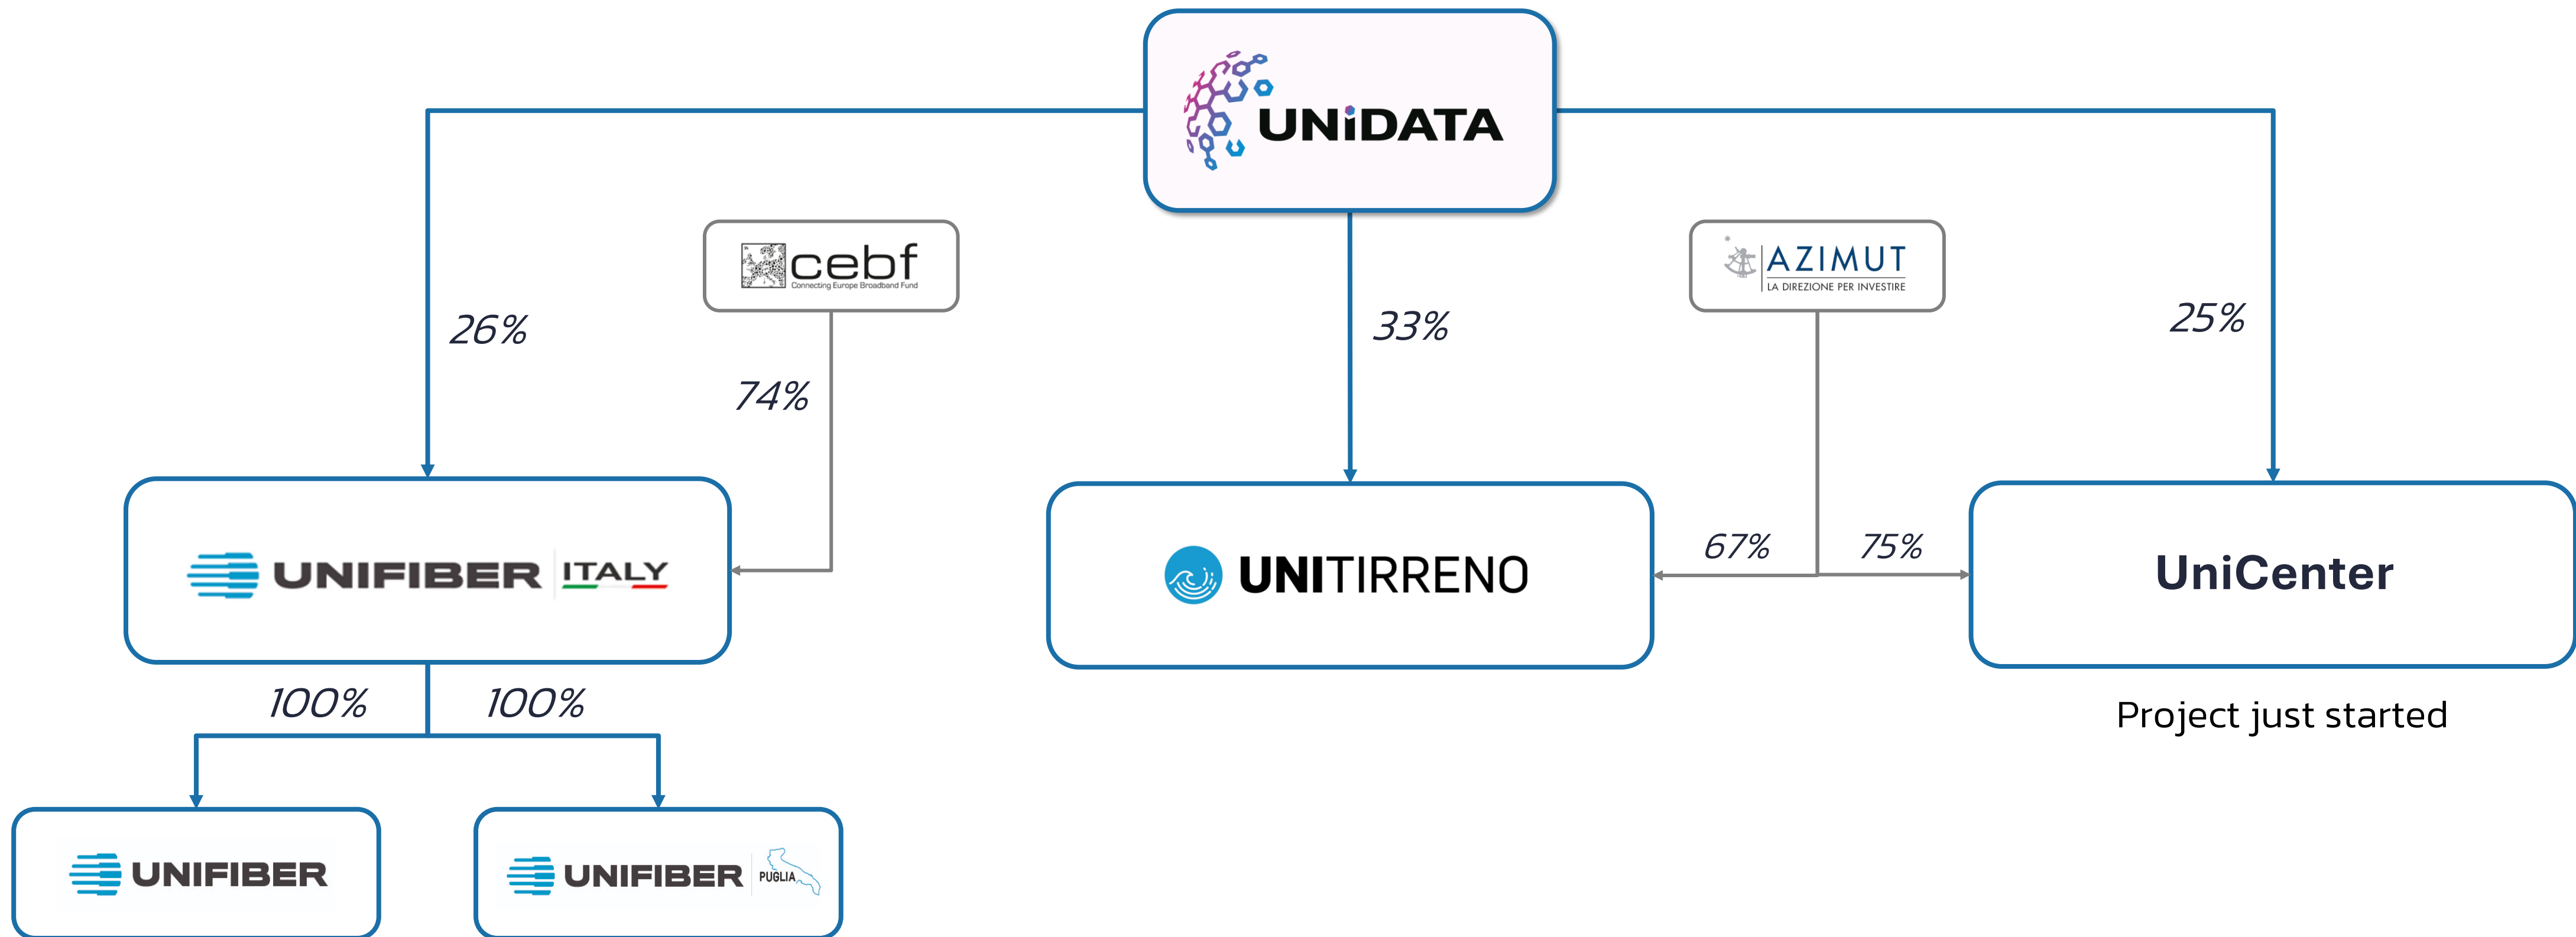 UNiDATA
cebf
Connecting Europe Broadband Fund
AZIMUT
LA DIREZIONE PER INVESTIRE
26%
33%
25%
74%
67%
75%
UNIFIBER ITALY
UNITIRRENO
UniCenter
100%
100%
Project just started
UNIFIBER
UNIFIBER PUGLIA